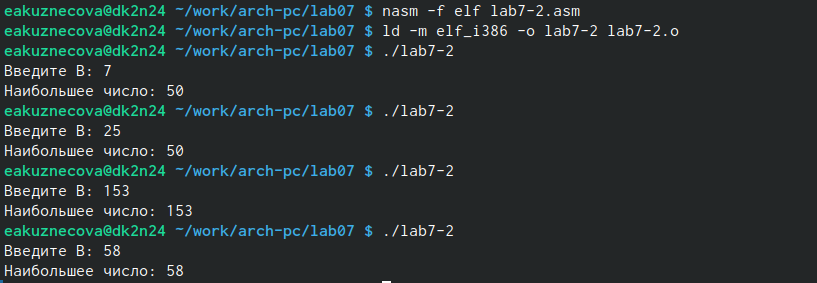 eakuznecova@dk2n24 ~/work/arch-pc/lab07 $ nasm -f elf lab7-2.asm
eakuznecova@dk2n24 ~/work/arch-pc/lab07 $ ld -m elf_i386 -o lab7-2 lab7-2.o
eakuznecova@dk2n24 ~/work/arch-pc/lab07 $ ./lab7-2
Введите В: 7
Наибольшее число: 50
eakuznecova@dk2n24 ~/work/arch-pc/lab07 $ ./lab7-2
Введите В: 25
Наибольшее число: 50
eakuznecova@dk2n24 ~/work/arch-pc/lab07 $ ./lab7-2
Введите В: 153
Наибольшее число: 153
eakuznecova@dk2n24 ~/work/arch-pc/lab07 $ ./lab7-2
Введите В: 58
Наибольшее число: 58